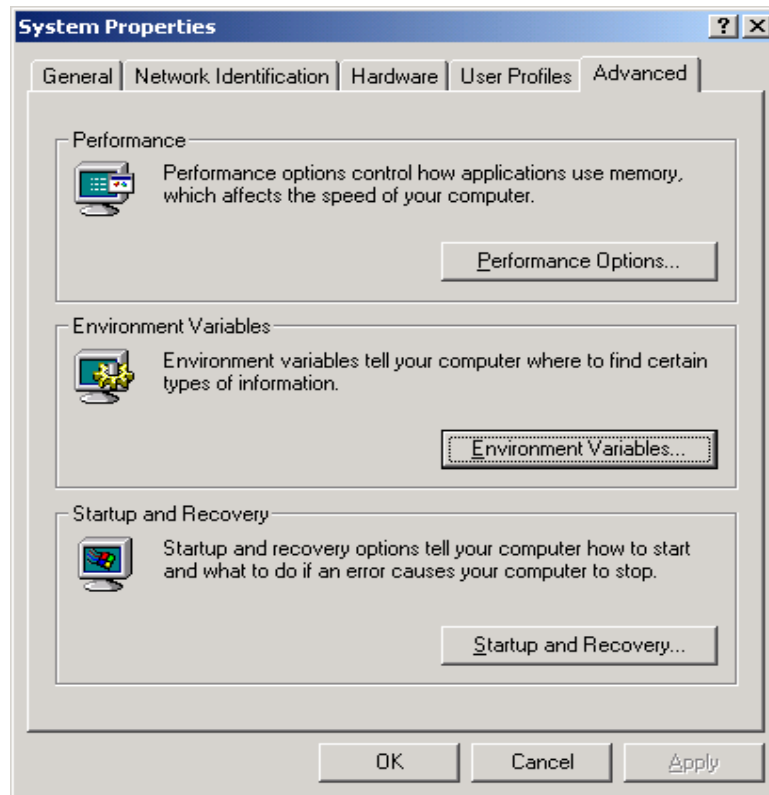 System Properties
General Network Identification Hardware User Profiles Advanced
Performance
Performance options control how applications use memory,
which affects the speed of your computer.
Performance Options...
Environment Variables
Environment variables tell your computer where to find certain
types of information.
Environment Variables...
Startup and Recovery
Startup and recovery options tell your computer how to start
and what to do if an error causes your computer to stop.
Startup and Recovery...
OK Cancel Apply